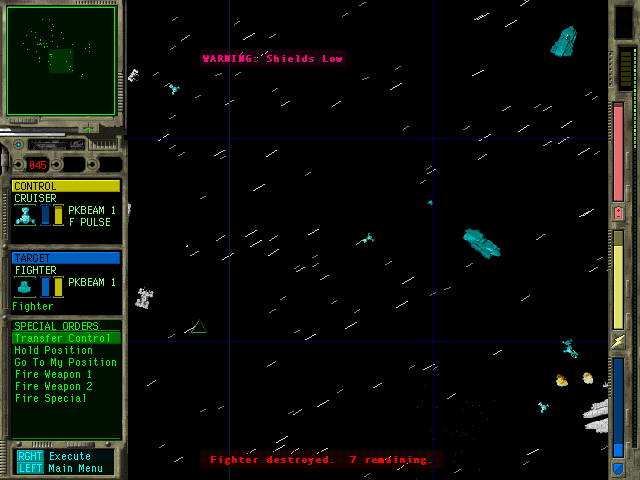 WARNING: Shields Low
045
CONTROL
CRUISER
PKBEAM 1
F PULSE
TARGET
FIGHTER
PKBEAM 1
Fighter
SPECIAL ORDERS
Transfer Control
Hold Position
Go To My Position
Fire Weapon 1
Fire Weapon 2
Fire Special
RGHT Execute
LEFT Main Menu
Fighter destroyed. 7 remaining.